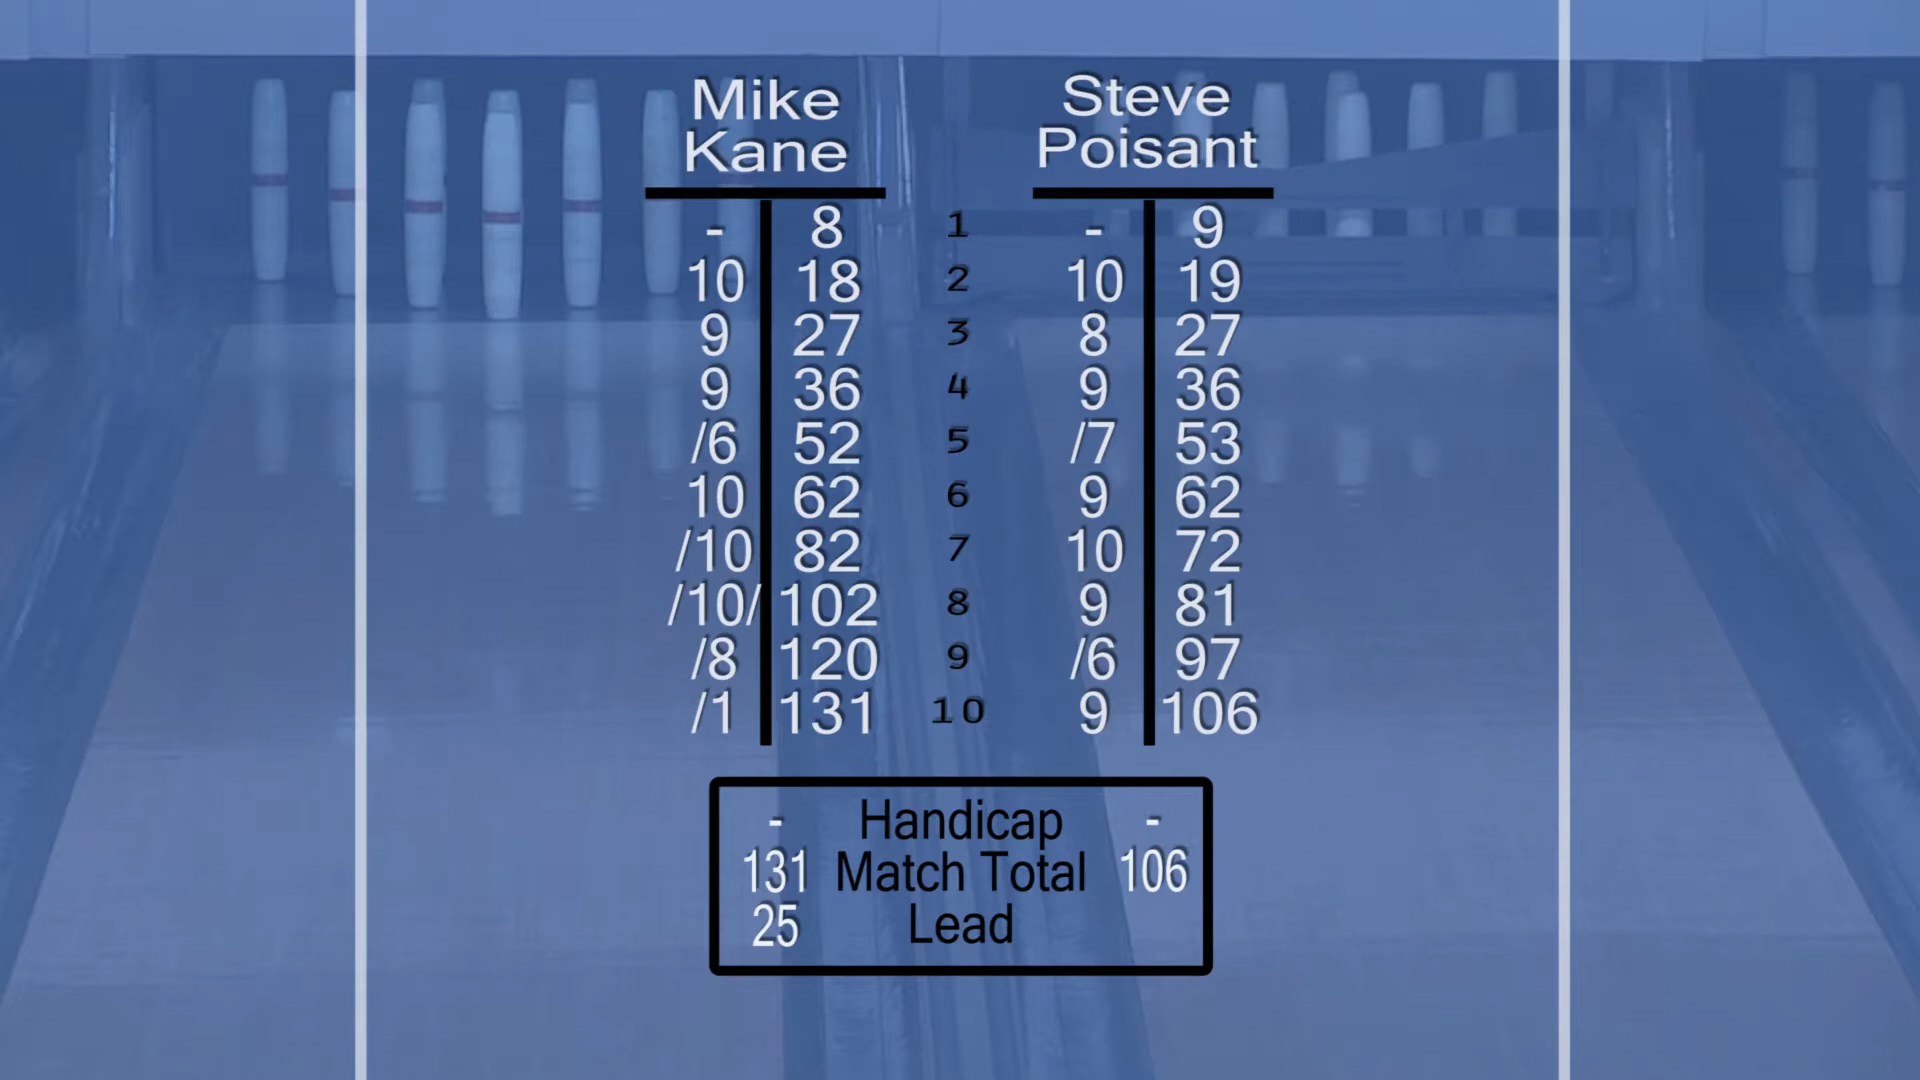 Mike Kane
Steve Poisant
- 8 1 - 9
10 18 2 10 19
9 27 3 8 27
9 36 4 9 36
/6 52 5 /7 53
10 62 6 9 62
/10 82 7 10 72
/10/ 102 8 9 81
/8 120 9 /6 97
/1 131 10 9 106
- Handicap -
131 Match Total 106
25 Lead